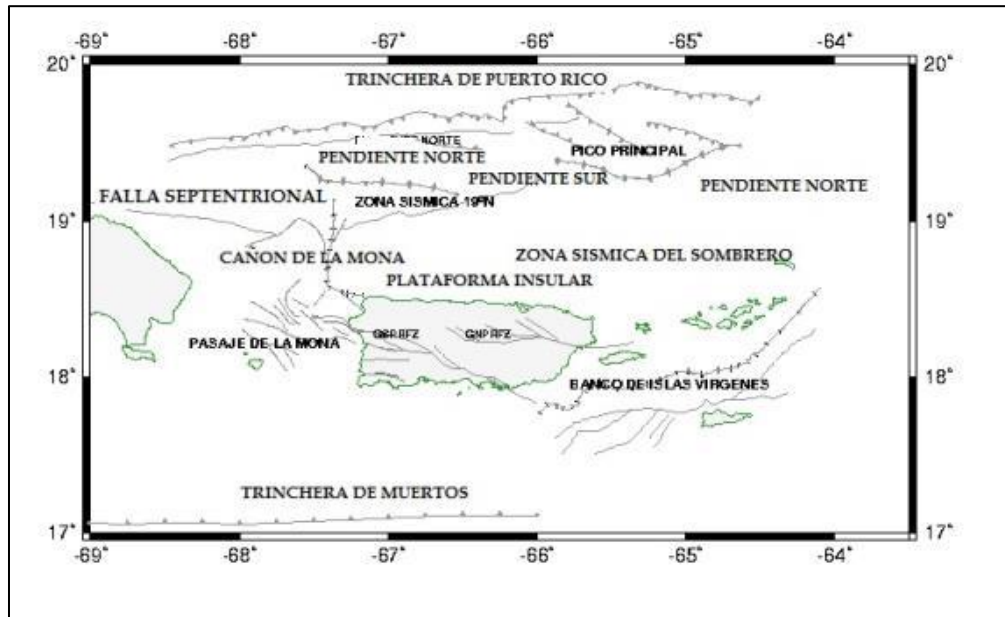 -69° -68° -67° -66° -65° -64°
20° 20°
TRINCHERA DE PUERTO RICO
NORTE
PENDIENTE NORTE
PICO PRINCIPAL
PENDIENTE SUR
PENDIENTE NORTE
FALLA SEPTENTRIONAL
ZONA SISMICA 19°N
19° 19°
CAÑON DE LA MONA
ZONA SISMICA DEL SOMBRERO
PLATAFORMA INSULAR
PASAJE DE LA MONA
18° 18°
BANCO DE ISLAS VIRGENES
TRINCHERA DE MUERTOS
17° 17°
-69° -68° -67° -66° -65° -64°